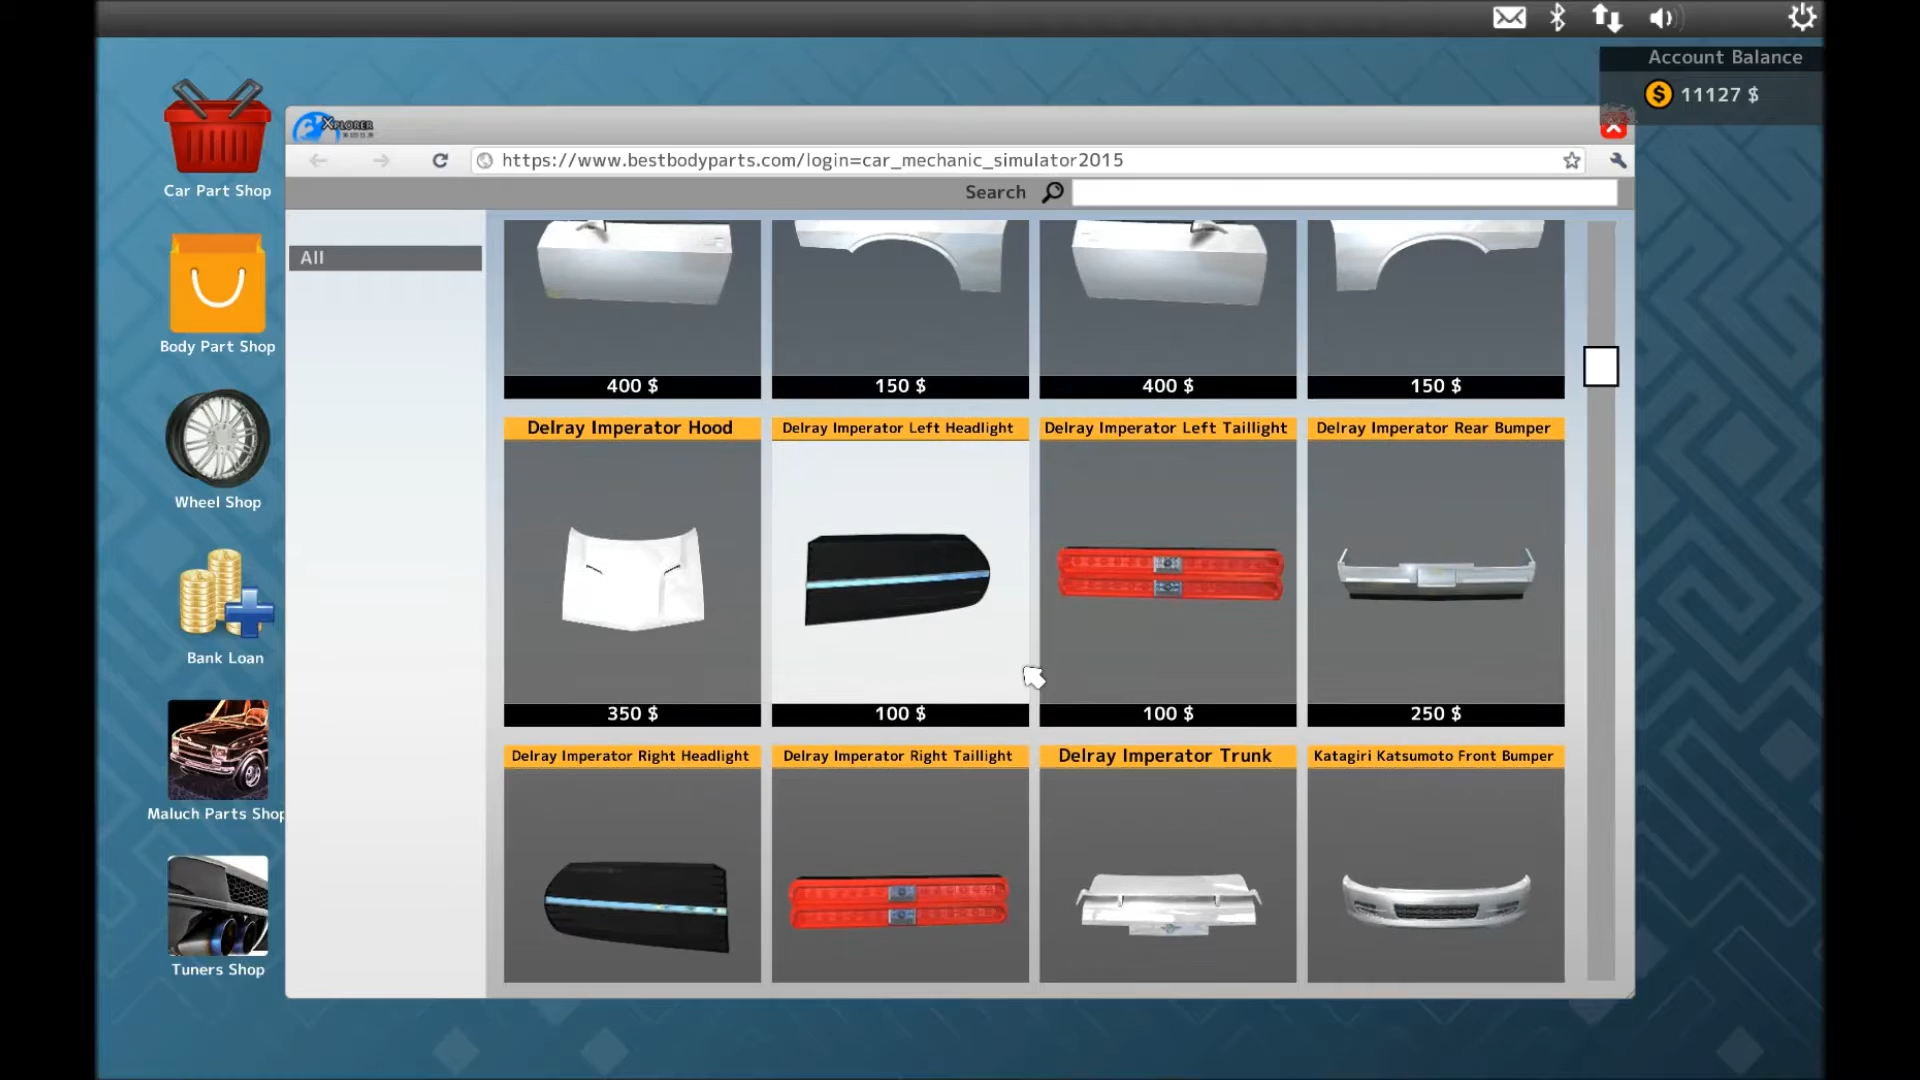 Account Balance
11127 $
XPLORER
https://www.bestbodyparts.com/login=car_mechanic_simulator2015
Search
Car Part Shop
Body Part Shop
Wheel Shop
Bank Loan
Maluch Parts Shop
Tuners Shop
All
400 $
150 $
400 $
150 $
Delray Imperator Hood
Delray Imperator Left Headlight
Delray Imperator Left Taillight
Delray Imperator Rear Bumper
350 $
100 $
100 $
250 $
Delray Imperator Right Headlight
Delray Imperator Right Taillight
Delray Imperator Trunk
Katagiri Katsumoto Front Bumper